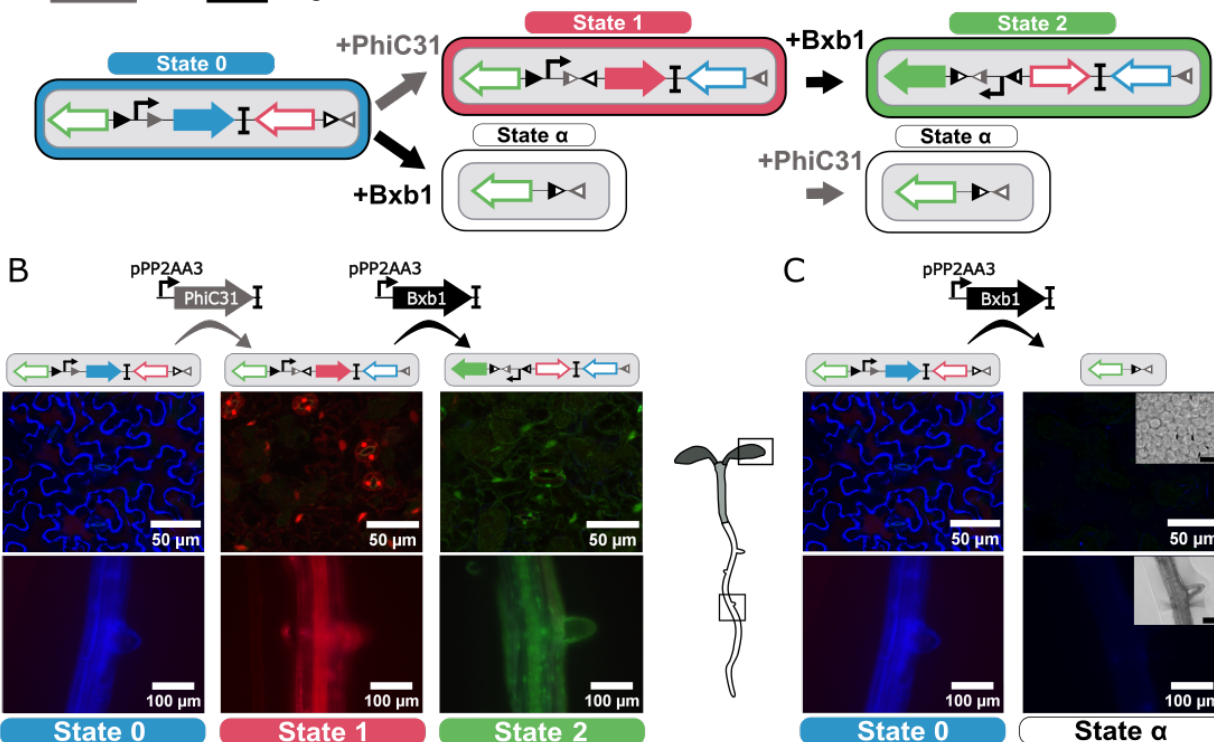 State 1
State 2
+PhiC31
+Bxb1
State 0
State α
State α
+PhiC31
+Bxb1
B
C
pPP2AA3
pPP2AA3
pPP2AA3
PhiC31
Bxb1
Bxb1
50 µm
50 µm
50 µm
50 µm
50 µm
100 µm
100 µm
100 µm
100 µm
100 µm
State 0
State 1
State 2
State 0
State α